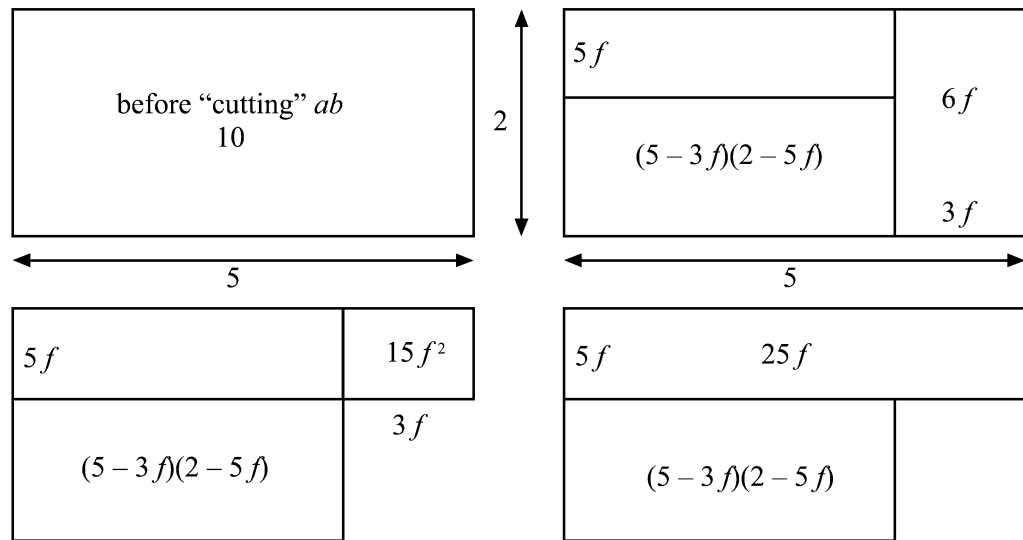 before “cutting” ab
10
2
5
5f
6f
(5 – 3f)(2 – 5f)
3f
5
5f
15f²
3f
(5 – 3f)(2 – 5f)
5f
25f
(5 – 3f)(2 – 5f)